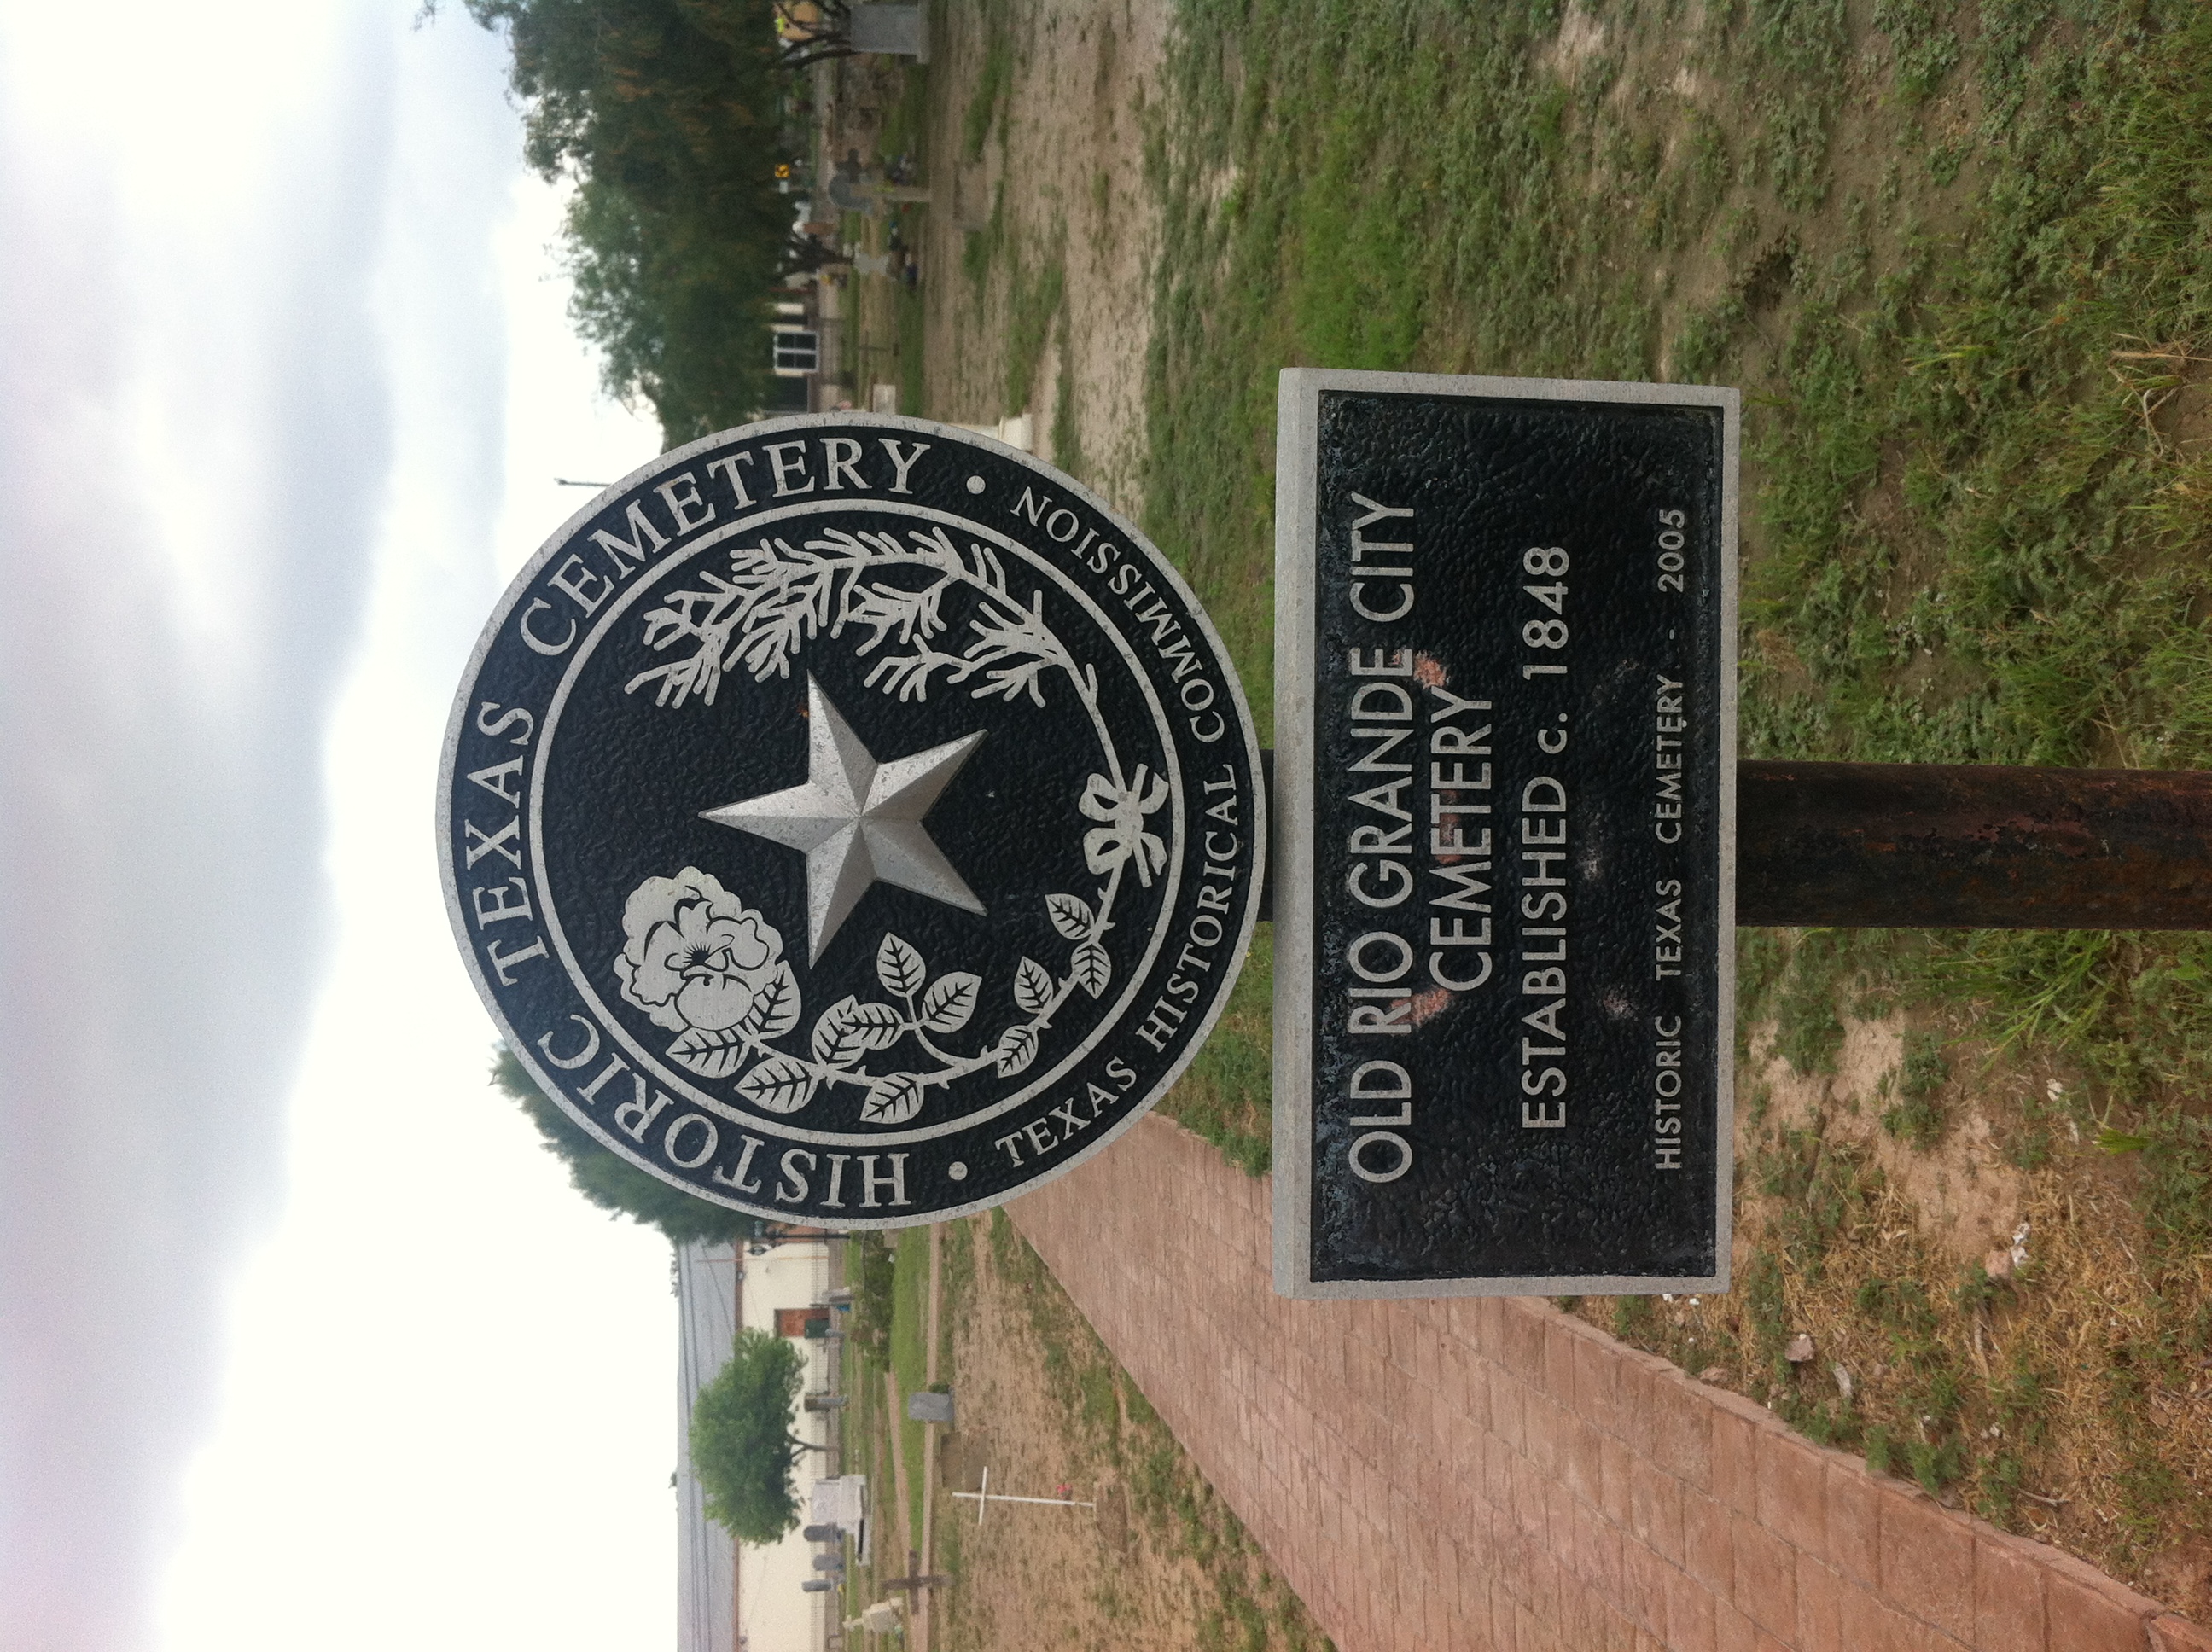 HISTORIC TEXAS CEMETERY
• TEXAS HISTORICAL COMMISSION •
OLD RIO GRANDE CITY
CEMETERY
ESTABLISHED c. 1848
HISTORIC TEXAS CEMETERY - 2005